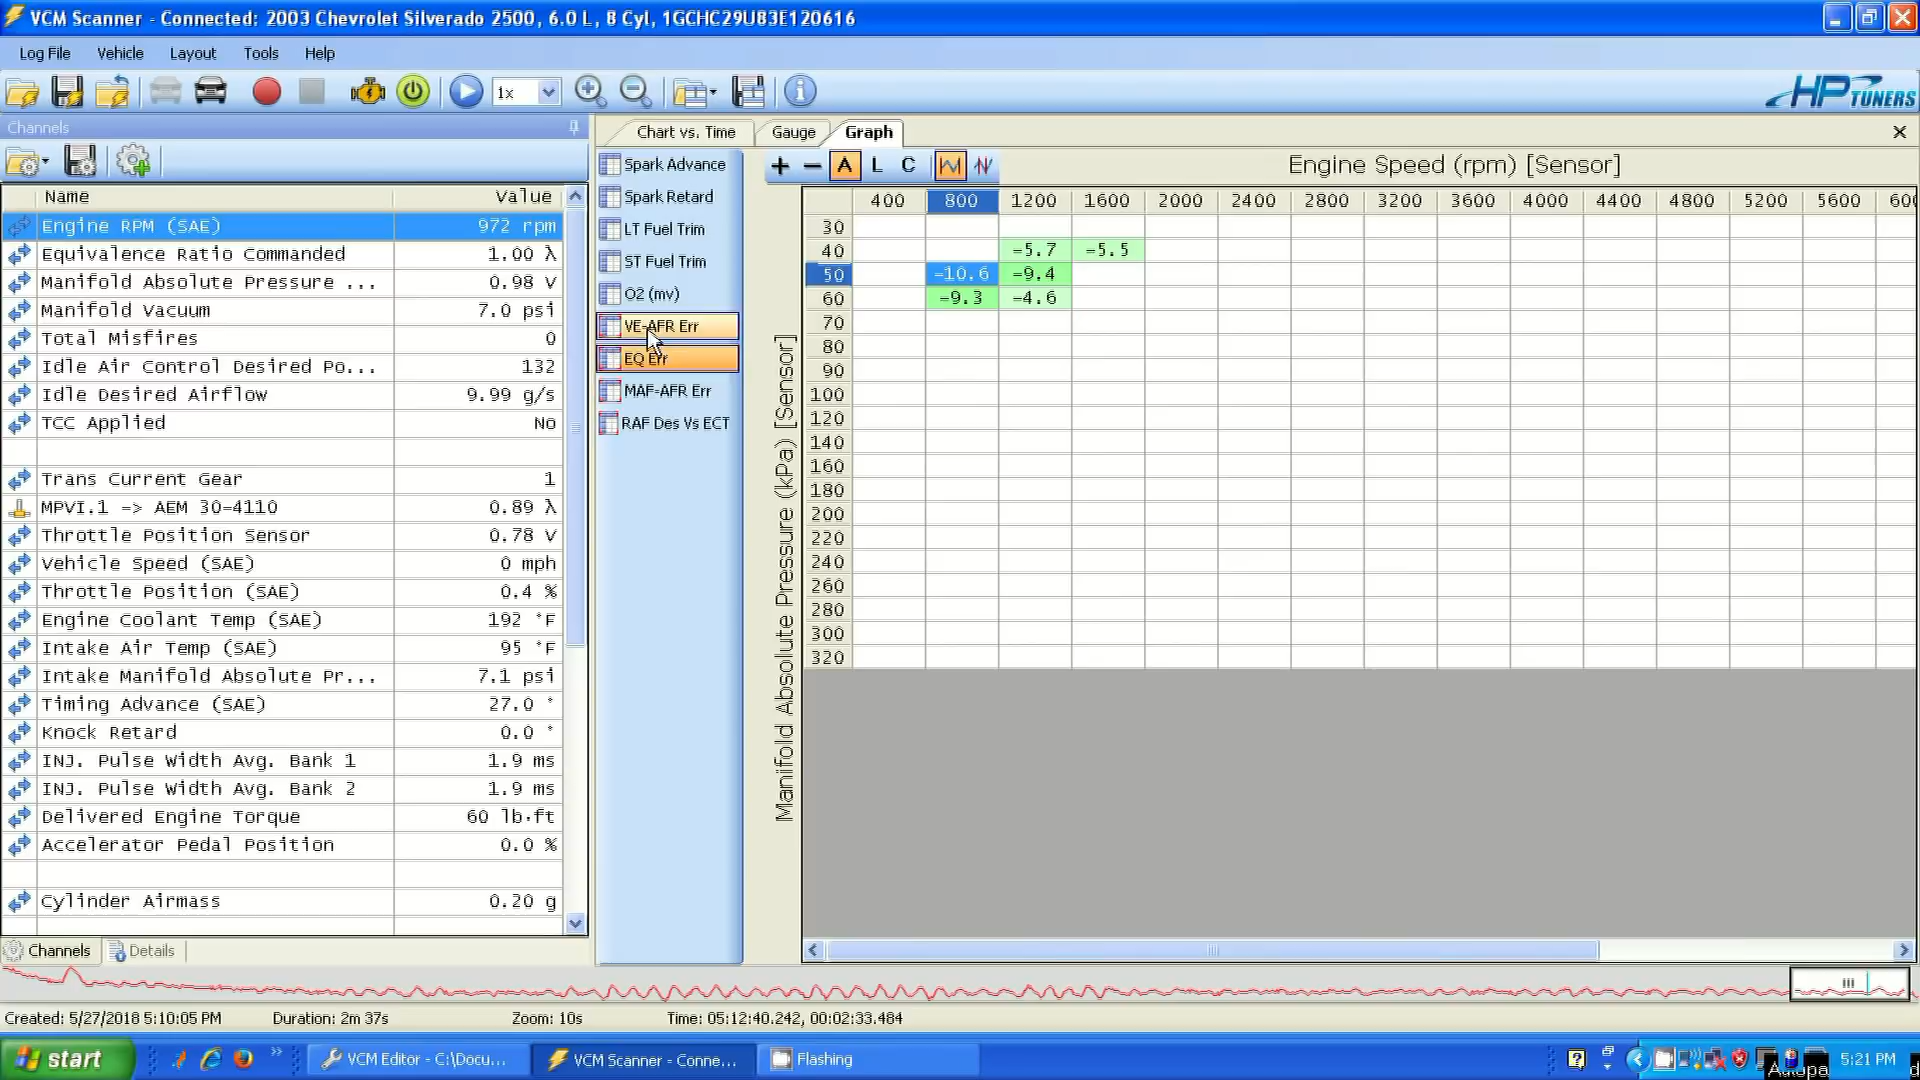 VCM Scanner - Connected: 2003 Chevrolet Silverado 2500, 6.0 L, 8 Cyl, 1GCHC29U83E120616
Log File Vehicle Layout Tools Help
1x
HP TUNERS
Channels
Name Value
Engine RPM (SAE) 972 rpm
Equivalence Ratio Commanded 1.00 λ
Manifold Absolute Pressure ... 0.98 V
Manifold Vacuum 7.0 psi
Total Misfires 0
Idle Air Control Desired Po... 132
Idle Desired Airflow 9.99 g/s
TCC Applied No
Trans Current Gear 1
MPVI.1 => AEM 30-4110 0.89 λ
Throttle Position Sensor 0.78 V
Vehicle Speed (SAE) 0 mph
Throttle Position (SAE) 0.4 %
Engine Coolant Temp (SAE) 192 °F
Intake Air Temp (SAE) 95 °F
Intake Manifold Absolute Pr... 7.1 psi
Timing Advance (SAE) 27.0 °
Knock Retard 0.0 °
INJ. Pulse Width Avg. Bank 1 1.9 ms
INJ. Pulse Width Avg. Bank 2 1.9 ms
Delivered Engine Torque 60 lb·ft
Accelerator Pedal Position 0.0 %
Cylinder Airmass 0.20 g
Channels Details
Chart vs. Time Gauge Graph
Spark Advance
Spark Retard
LT Fuel Trim
ST Fuel Trim
O2 (mv)
VE-AFR Err
EQ Err
MAF-AFR Err
RAF Des Vs ECT
+ - A L C
Engine Speed (rpm) [Sensor]
Manifold Absolute Pressure (kPa) [Sensor]
400 800 1200 1600 2000 2400 2800 3200 3600 4000 4400 4800 5200 5600
30
40 -5.7 -5.5
50 -10.6 -9.4
60 -9.3 -4.6
70
80
90
100
120
140
160
180
200
220
240
260
280
300
320
Created: 5/27/2018 5:10:05 PM Duration: 2m 37s Zoom: 10s Time: 05:12:40.242, 00:02:33.484
start VCM Editor - C:\Docu... VCM Scanner - Conne... Flashing 5:21 PM